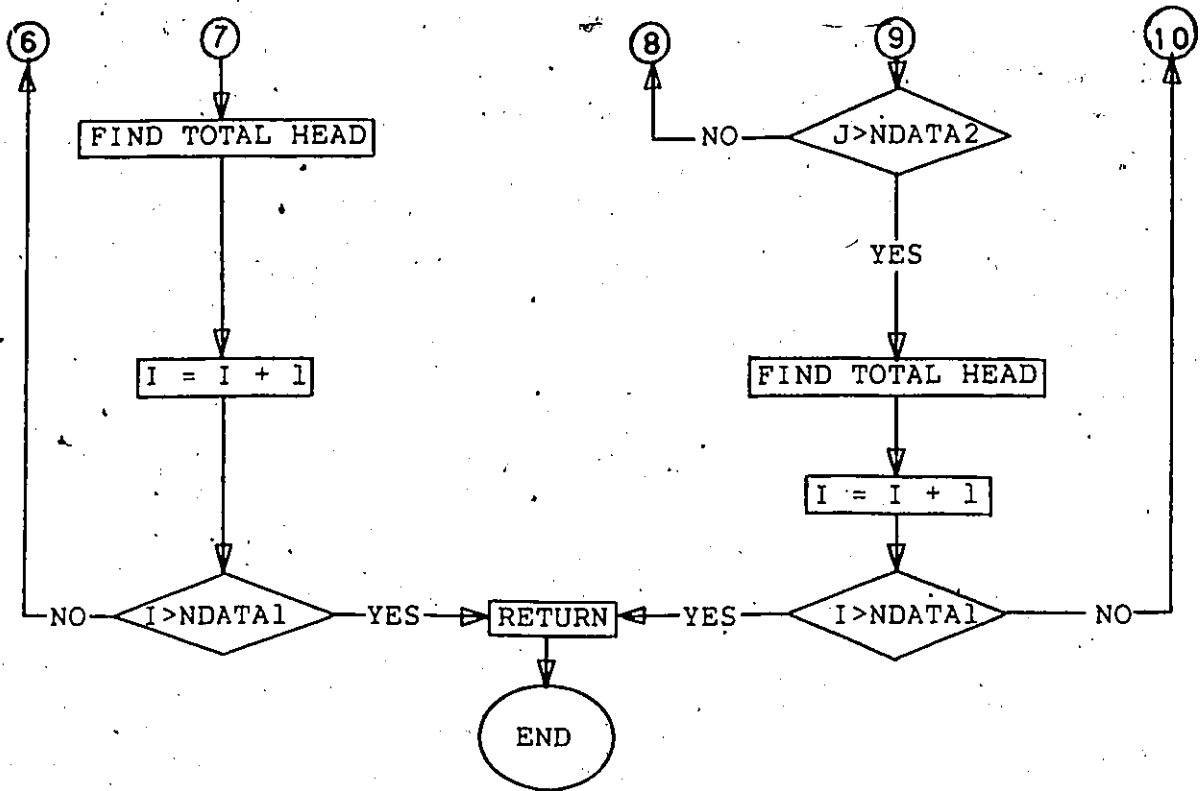 6
7
8
9
10
FIND TOTAL HEAD
NO
J>NDATA2
YES
I = I + 1
FIND TOTAL HEAD
I = I + 1
NO
I>NDATA1
YES
RETURN
YES
I>NDATA1
NO
END